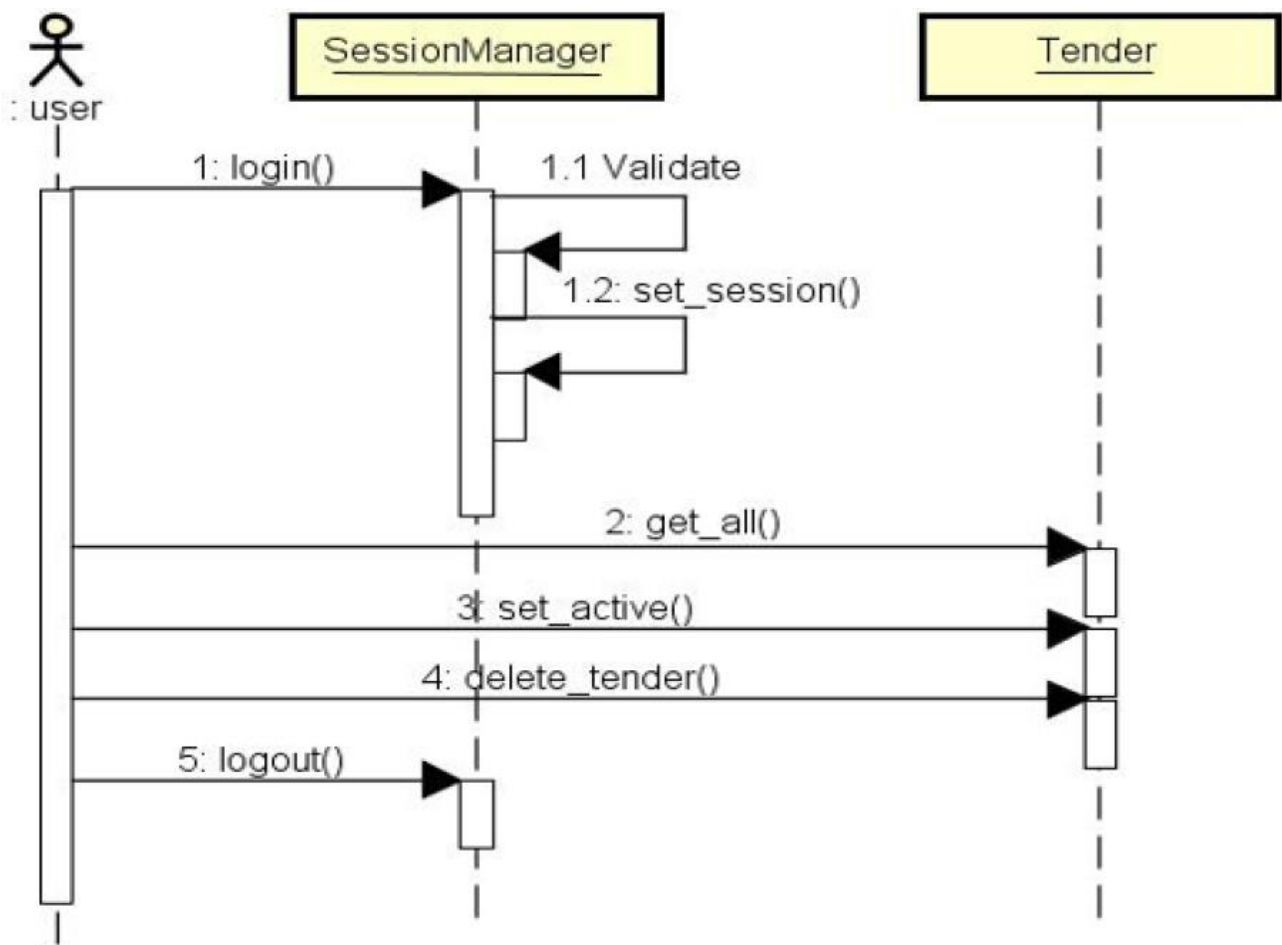 SessionManager
Tender
: user
1: login()
1.1 Validate
1.2: set_session()
2: get_all()
3: set_active()
4: delete_tender()
5: logout()